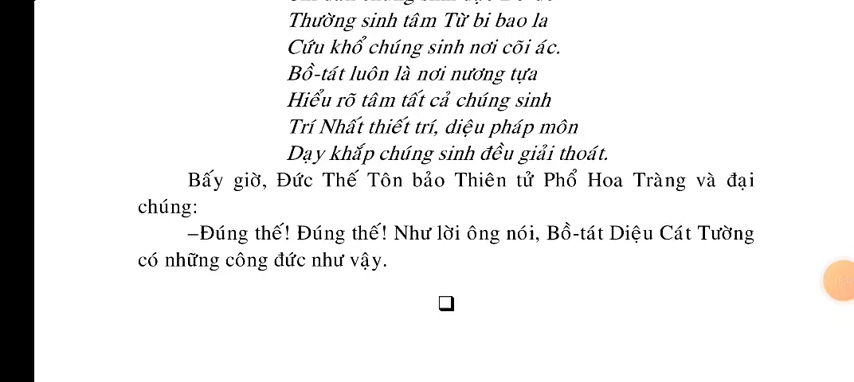 Thường sinh tâm Từ bi bao la
Cứu khổ chúng sinh nơi cõi ác.
Bồ-tát luôn là nơi nương tựa
Hiểu rõ tâm tất cả chúng sinh
Trí Nhất thiết trí, diệu pháp môn
Dạy khắp chúng sinh đều giải thoát.
Bấy giờ, Đức Thế Tôn bảo Thiên tử Phổ Hoa Tràng và đại
chúng:
–Đúng thế! Đúng thế! Như lời ông nói, Bồ-tát Diệu Cát Tường
có những công đức như vậy.